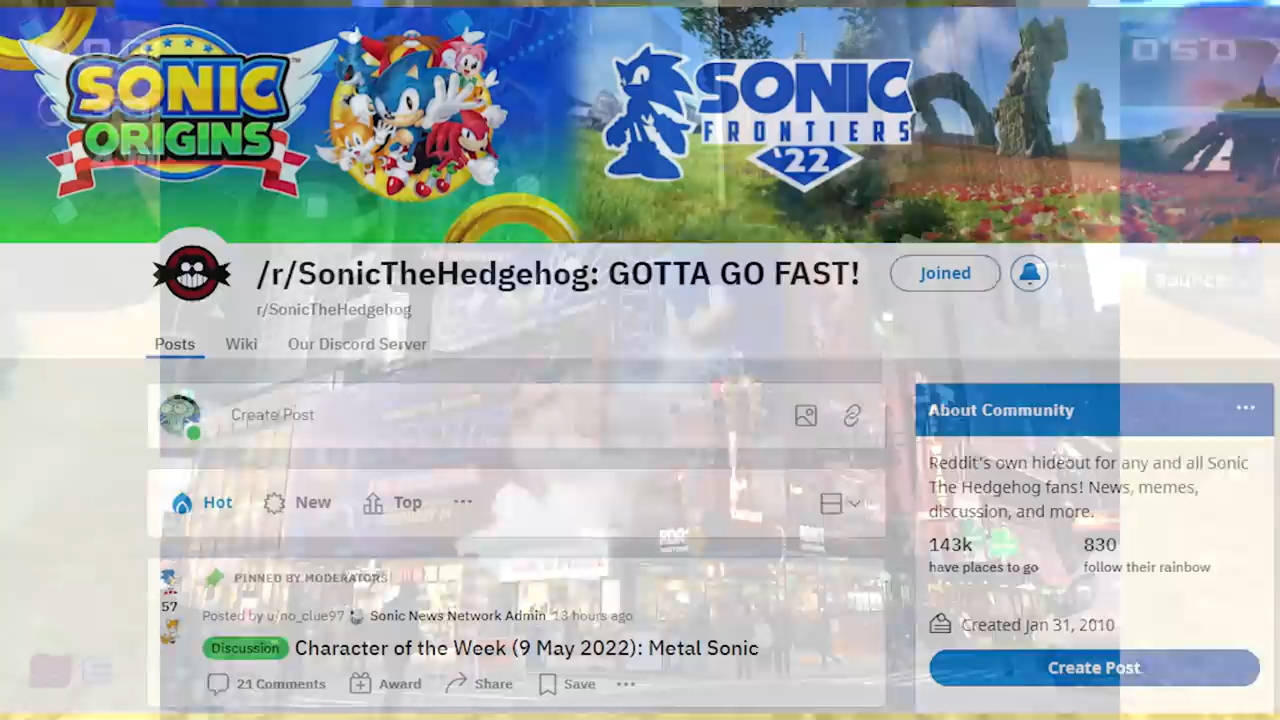 SONIC
ORIGINS
TM
SONIC
FRONTIERS
'22
/r/SonicTheHedgehog: GOTTA GO FAST!
Joined
r/SonicTheHedgehog
Posts
Wiki
Our Discord Server
Create Post
About Community
Reddit's own hideout for any and all Sonic
The Hedgehog fans! News, memes,
discussion, and more.
Hot
New
Top
143k
830
have places to go
follow their rainbow
PINNED BY MODERATORS
57
Posted by u/no_clue97
Sonic News Network Admin
13 hours ago
Created Jan 31, 2010
Discussion
Character of the Week (9 May 2022): Metal Sonic
Create Post
21 Comments
Award
Share
Save